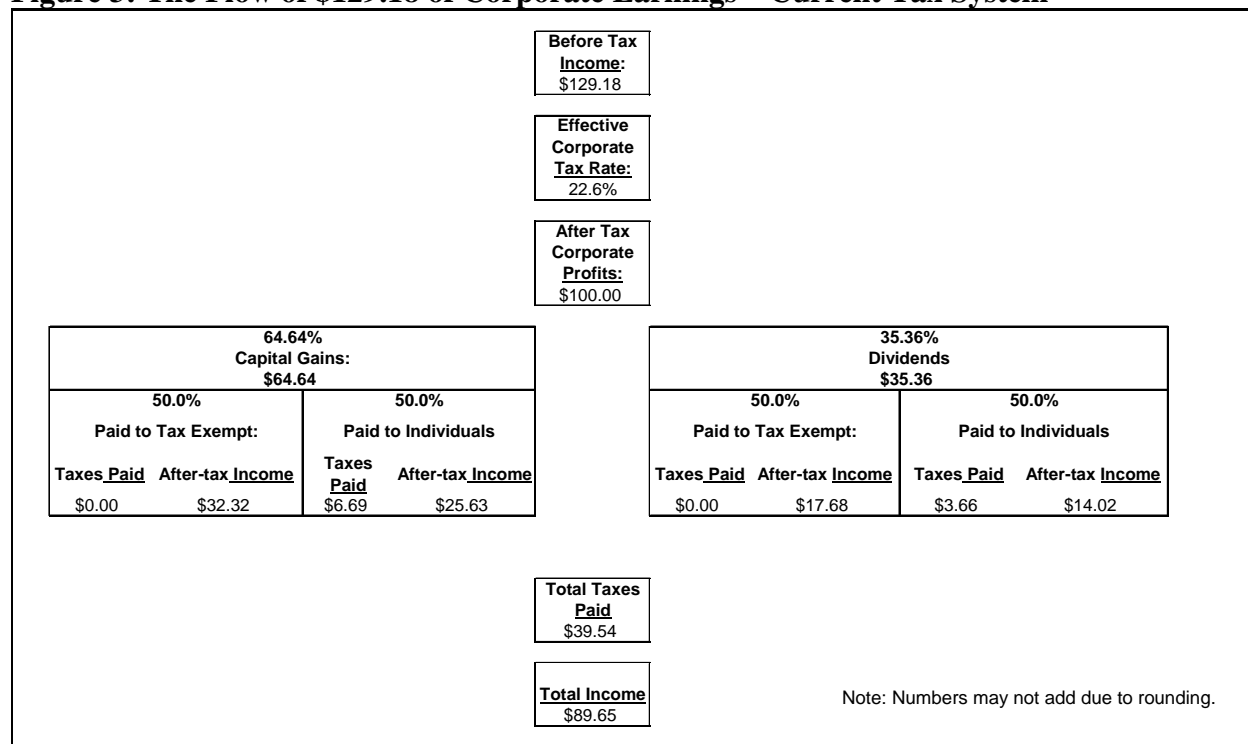 Figure 3: The Flow of $129.18 of Corporate Earnings – Current Tax System
Before Tax
Income:
$129.18
Effective
Corporate
Tax Rate:
22.6%
After Tax
Corporate
Profits:
$100.00
64.64%
Capital Gains:
$64.64
50.0%
Paid to Tax Exempt:
Taxes Paid After-tax Income
$0.00 $32.32
50.0%
Paid to Individuals
Taxes
Paid
After-tax Income
$6.69 $25.63
35.36%
Dividends
$35.36
50.0%
Paid to Tax Exempt:
Taxes Paid After-tax Income
$0.00 $17.68
50.0%
Paid to Individuals
Taxes Paid After-tax Income
$3.66 $14.02
Total Taxes
Paid
$39.54
Total Income
$89.65
Note: Numbers may not add due to rounding.